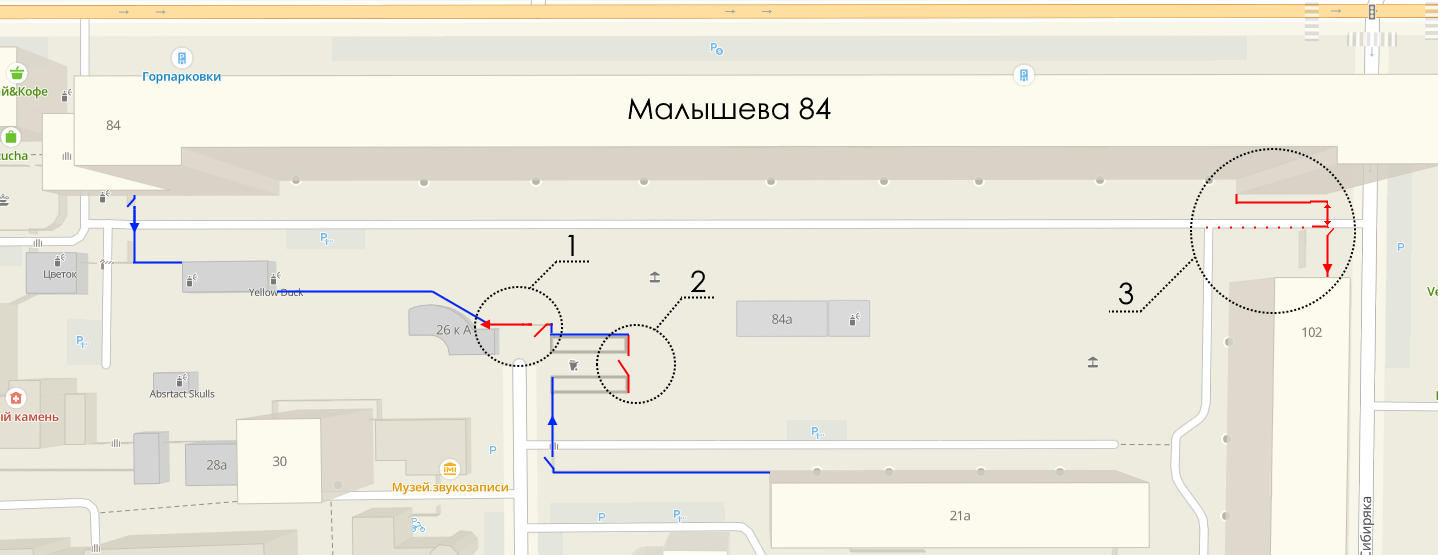 Горпарковки
й&Кофе
Малышева 84
84
ucha
1
2
3
Цветок
Yellow Duck
26 к А
84а
102
Absrtact Skulls
ый камень
28а
30
Музей звукозаписи
21а
Сибиряка
P
P
P
P
P
P
P
P
P
Ve